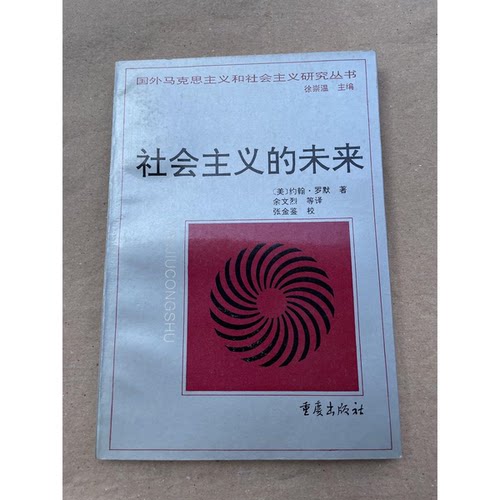 国外马克思主义和社会主义研究丛书
徐崇温 主编
社会主义的未来
〔美〕约翰·罗默 著
余文烈 等译
张金鉴 校
JIUCONGSHU
重庆出版社